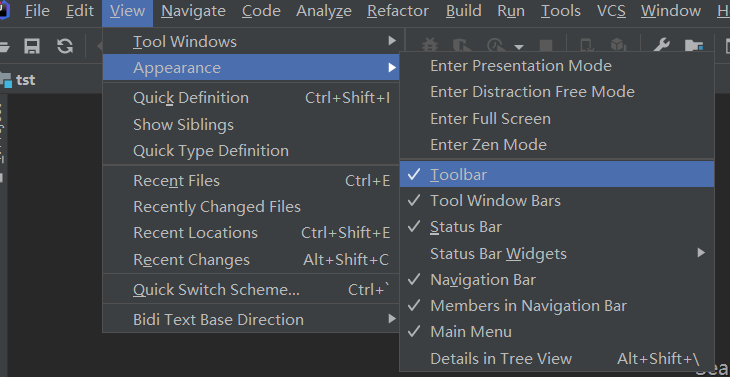 File Edit View Navigate Code Analyze Refactor Build Run Tools VCS Window H
tst
Tool Windows
Appearance
Quick Definition Ctrl+Shift+I
Show Siblings
Quick Type Definition
Recent Files Ctrl+E
Recently Changed Files
Recent Locations Ctrl+Shift+E
Recent Changes Alt+Shift+C
Quick Switch Scheme... Ctrl+`
Bidi Text Base Direction
Enter Presentation Mode
Enter Distraction Free Mode
Enter Full Screen
Enter Zen Mode
Toolbar
Tool Window Bars
Status Bar
Status Bar Widgets
Navigation Bar
Members in Navigation Bar
Main Menu
Details in Tree View Alt+Shift+\
Sea